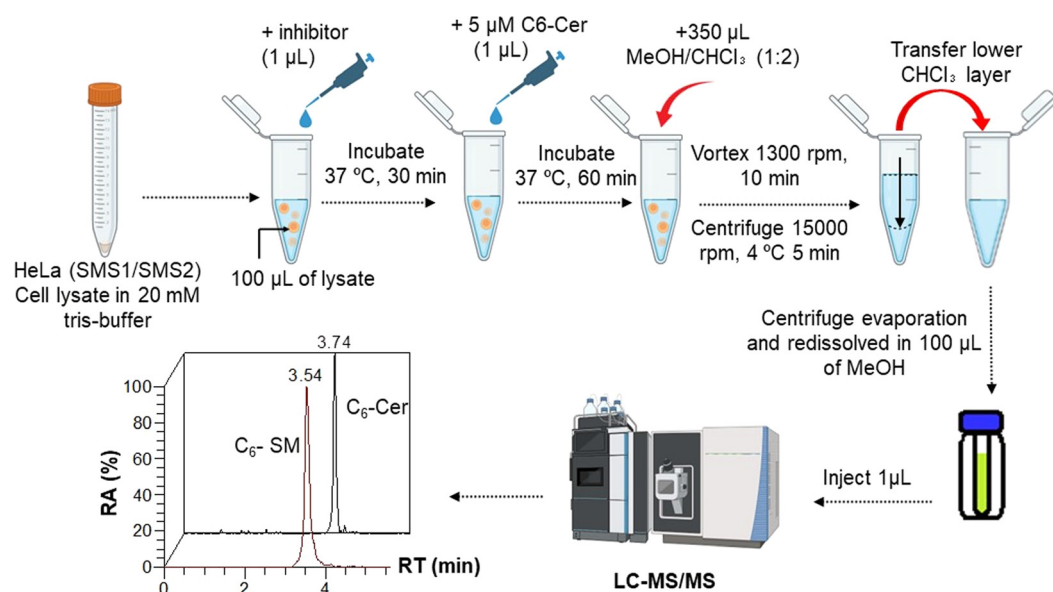 + inhibitor
(1 µL)
+ 5 µM C6-Cer
(1 µL)
+350 µL
MeOH/CHCl₃ (1:2)
Transfer lower
CHCl₃ layer
Incubate
37 ºC, 30 min
Incubate
37 ºC, 60 min
Vortex 1300 rpm,
10 min
Centrifuge 15000
rpm, 4 ºC 5 min
HeLa (SMS1/SMS2)
Cell lysate in 20 mM
tris-buffer
100 µL of lysate
Centrifuge evaporation
and redissolved in 100 µL
of MeOH
Inject 1µL
LC-MS/MS
3.74
3.54
C₆-Cer
C₆- SM
RA (%)
100
80
60
40
20
0
0
2
4
RT (min)